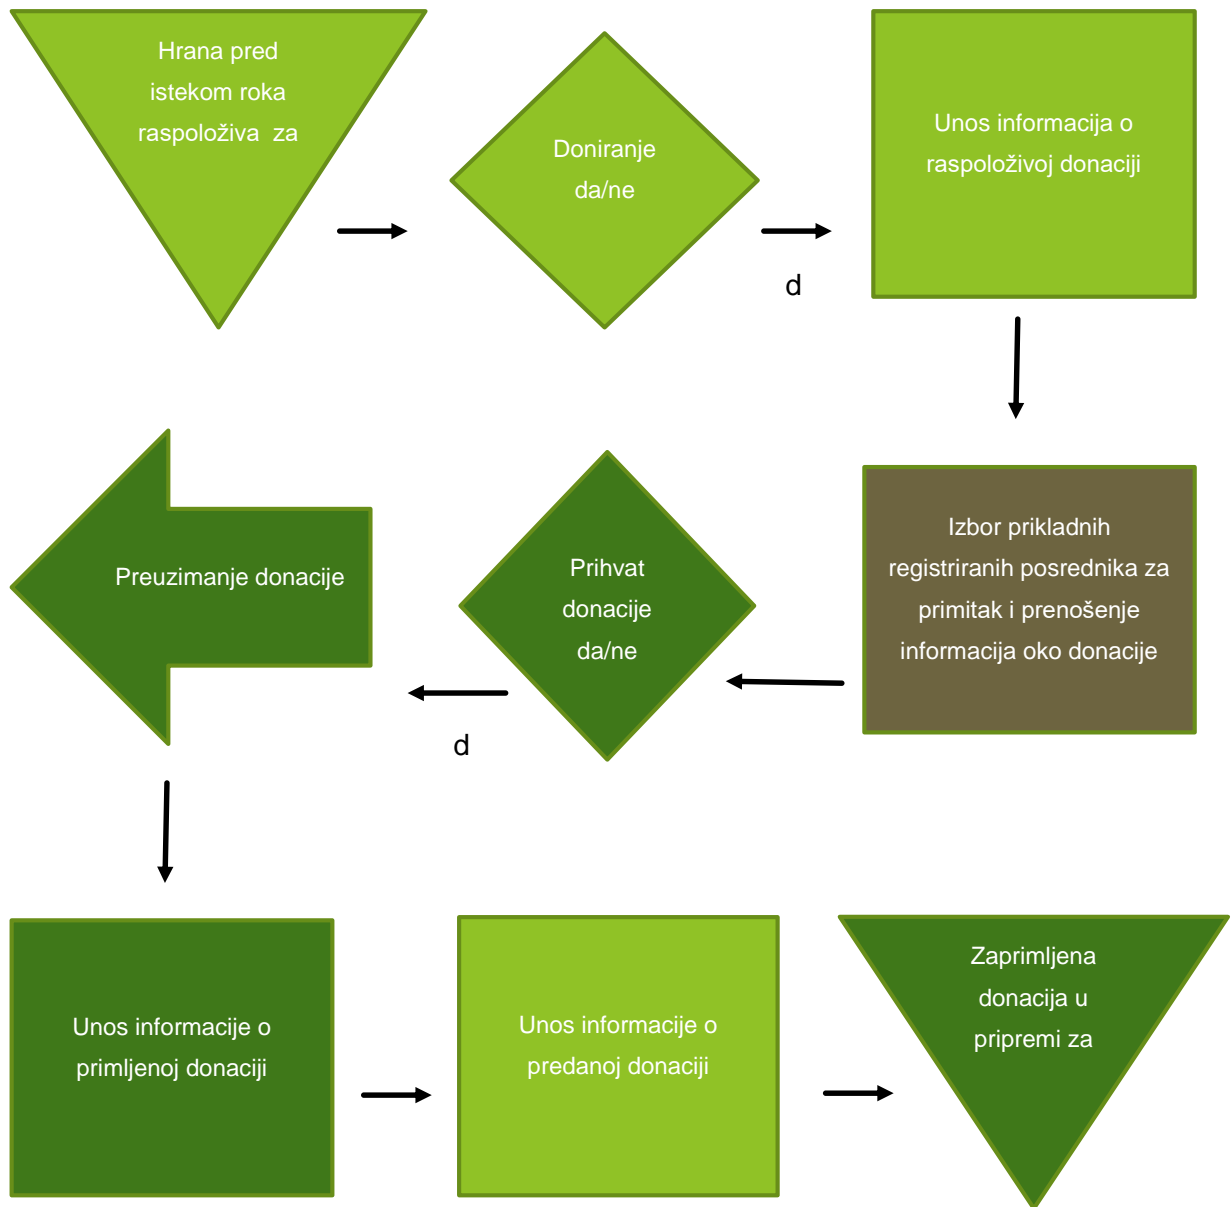 Hrana pred
istekom roka
raspoloživa za
Doniranje
da/ne
d
Unos informacija o
raspoloživoj donaciji
Preuzimanje donacije
d
Prihvat
donacije
da/ne
Izbor prikladnih
registriranih posrednika za
primitak i prenošenje
informacija oko donacije
Unos informacije o
primljenoj donaciji
Unos informacije o
predanoj donaciji
Zaprimljena
donacija u
pripremi za